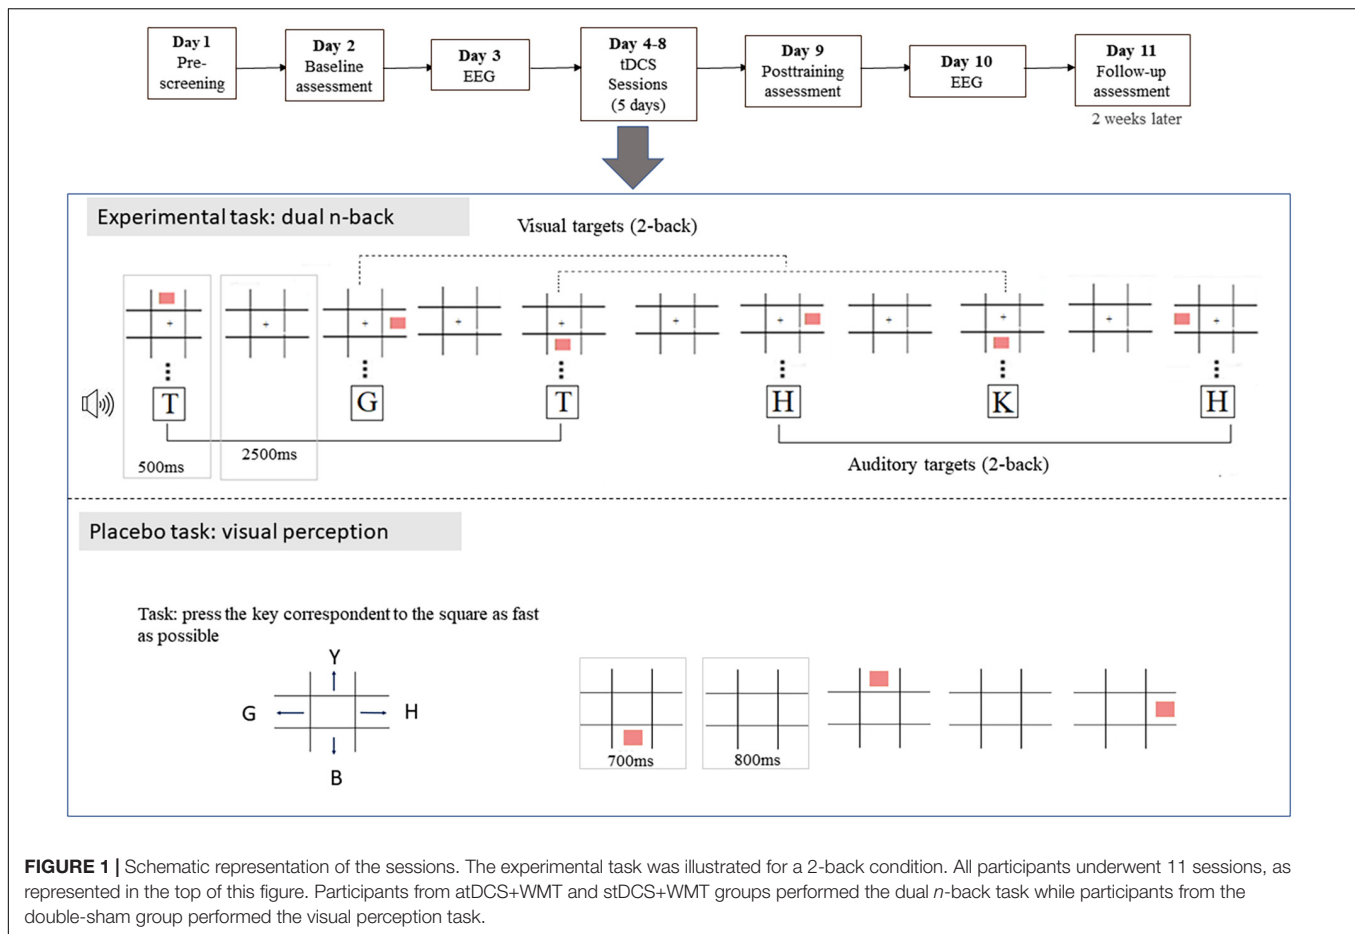 Day 1
Pre-
screening
Day 2
Baseline
assessment
Day 3
EEG
Day 4-8
tDCS
Sessions
(5 days)
Day 9
Posttraining
assessment
Day 10
EEG
Day 11
Follow-up
assessment
2 weeks later
Experimental task: dual n-back
Visual targets (2-back)
T
G
T
H
K
H
500ms
2500ms
Auditory targets (2-back)
Placebo task: visual perception
Task: press the key correspondent to the square as fast
as possible
Y
G
H
B
700ms
800ms
FIGURE 1 | Schematic representation of the sessions. The experimental task was illustrated for a 2-back condition. All participants underwent 11 sessions, as
represented in the top of this figure. Participants from atDCS+WMT and stDCS+WMT groups performed the dual n-back task while participants from the
double-sham group performed the visual perception task.